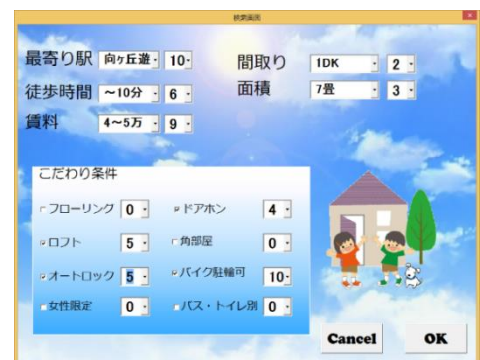 検索画面
最寄り駅 向ヶ丘遊 10 間取り 1DK 2
徒歩時間 ~10分 6 面積 7畳 3
賃料 4~5万 9
こだわり条件
フローリング 0 ドアホン 4
ロフト 5 角部屋 0
オートロック 5 バイク駐輪可 10
女性限定 0 バス・トイレ別 0
Cancel OK